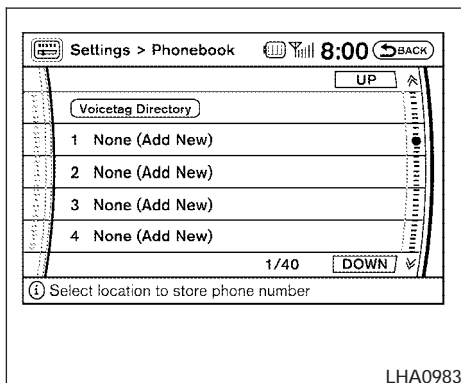 Settings > Phonebook 8:00 BACK
UP
Voicetag Directory
1 None (Add New)
2 None (Add New)
3 None (Add New)
4 None (Add New)
1/40 DOWN
i Select location to store phone number
LHA0983